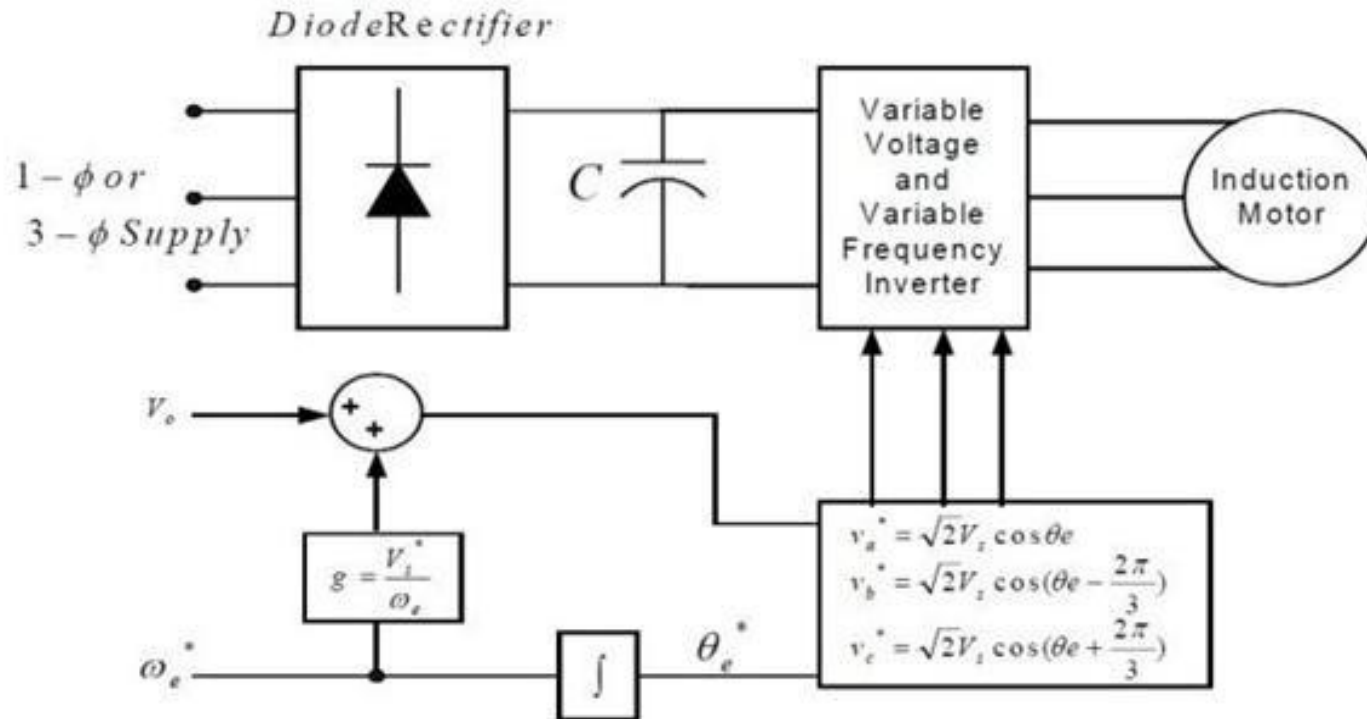 DiodeRectifier
1 − ϕ or
3 − ϕ Supply
C
Variable
Voltage
and
Variable
Frequency
Inverter
Induction
Motor
V_o
+
+
g = V_s^* / ω_e
ω_e^*
∫
θ_e^*
v_a^* = √2 V_s cos θe
v_b^* = √2 V_s cos(θe − 2π/3)
v_c^* = √2 V_s cos(θe + 2π/3)